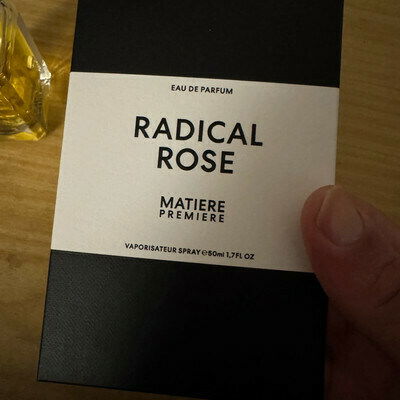 EAU DE PARFUM
RADICAL
ROSE
MATIERE
PREMIERE
VAPORISATEUR SPRAY ℮50ml 1,7FL OZ